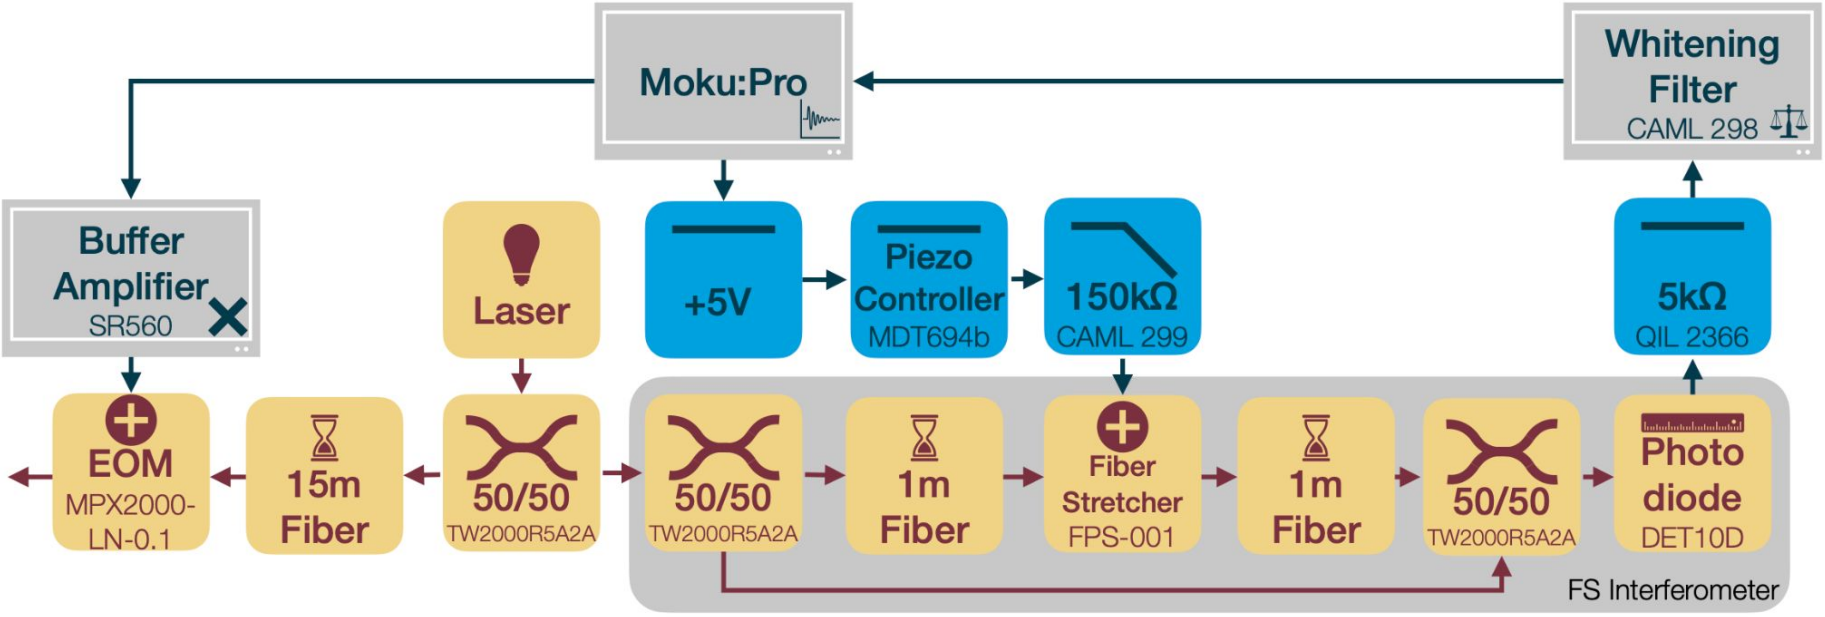 Moku:Pro
Whitening
Filter
CAML 298
Buffer
Amplifier
SR560
Laser
+5V
Piezo
Controller
MDT694b
150kΩ
CAML 299
5kΩ
QIL 2366
EOM
MPX2000-
LN-0.1
15m
Fiber
50/50
TW2000R5A2A
50/50
TW2000R5A2A
1m
Fiber
Fiber
Stretcher
FPS-001
1m
Fiber
50/50
TW2000R5A2A
Photo
diode
DET10D
FS Interferometer